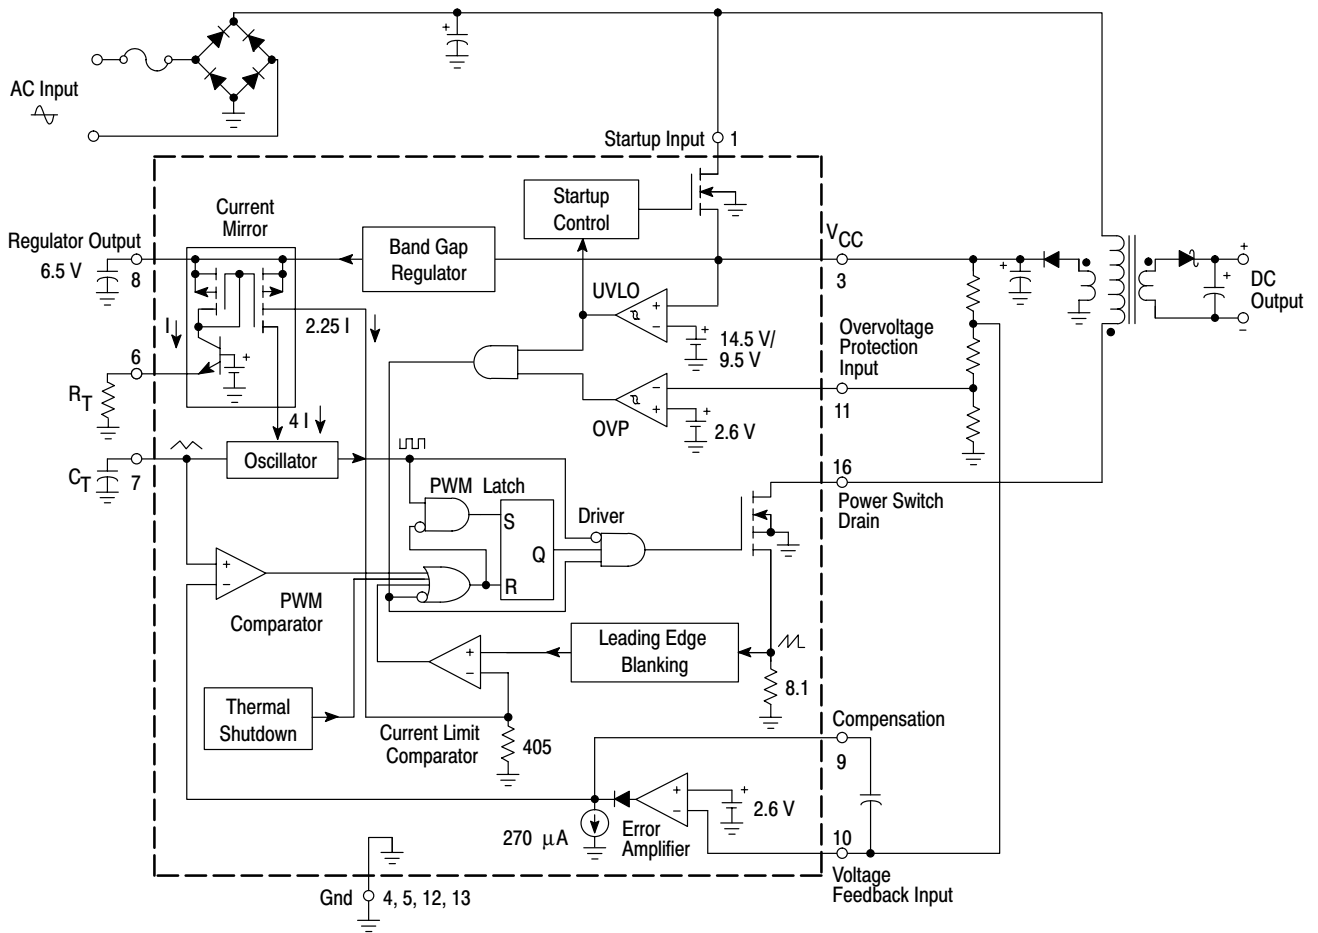 AC Input
Startup Input
1
Current
Mirror
Startup
Control
Regulator Output
6.5 V
8
Band Gap
Regulator
VCC
3
UVLO
14.5 V/
9.5 V
+
-
DC
Output
I
2.25 I
Overvoltage
Protection
Input
11
6
RT
4 I
OVP
2.6 V
CT
7
Oscillator
16
Power Switch
Drain
PWM Latch
S
Q
R
Driver
PWM
Comparator
Leading Edge
Blanking
8.1
Thermal
Shutdown
Current Limit
Comparator
405
Compensation
9
270 µA
Error
Amplifier
2.6 V
10
Voltage
Feedback Input
Gnd
4, 5, 12, 13